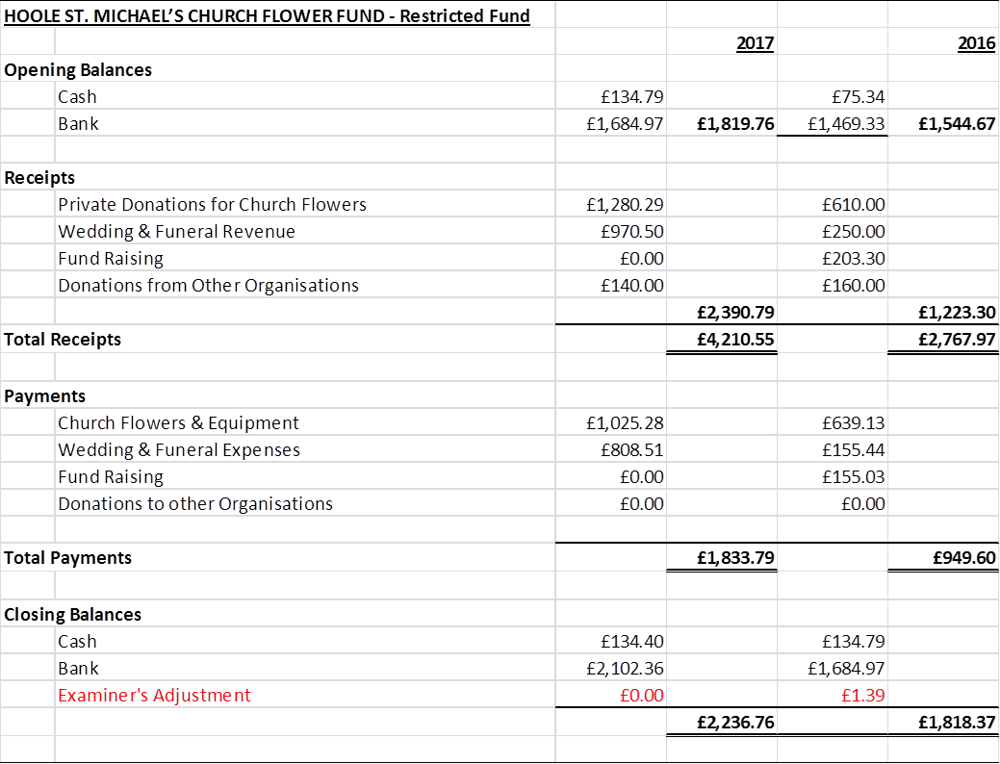 HOOLE ST. MICHAEL’S CHURCH FLOWER FUND - Restricted Fund
2017 2016
Opening Balances
Cash £134.79 £75.34
Bank £1,684.97 £1,819.76 £1,469.33 £1,544.67
Receipts
Private Donations for Church Flowers £1,280.29 £610.00
Wedding & Funeral Revenue £970.50 £250.00
Fund Raising £0.00 £203.30
Donations from Other Organisations £140.00 £160.00
£2,390.79 £1,223.30
Total Receipts £4,210.55 £2,767.97
Payments
Church Flowers & Equipment £1,025.28 £639.13
Wedding & Funeral Expenses £808.51 £155.44
Fund Raising £0.00 £155.03
Donations to other Organisations £0.00 £0.00
Total Payments £1,833.79 £949.60
Closing Balances
Cash £134.40 £134.79
Bank £2,102.36 £1,684.97
Examiner's Adjustment £0.00 £1.39
£2,236.76 £1,818.37